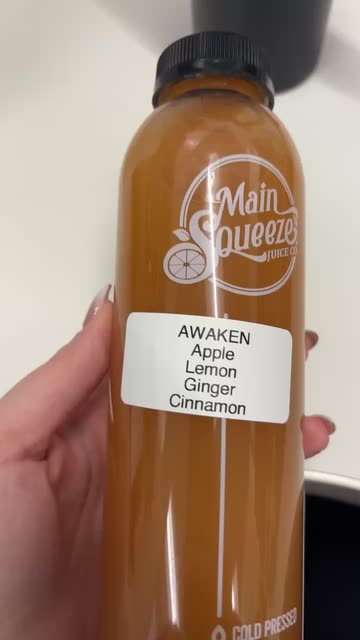 Main
Squeeze
JUICE CO
AWAKEN
Apple
Lemon
Ginger
Cinnamon
COLD PRESSED